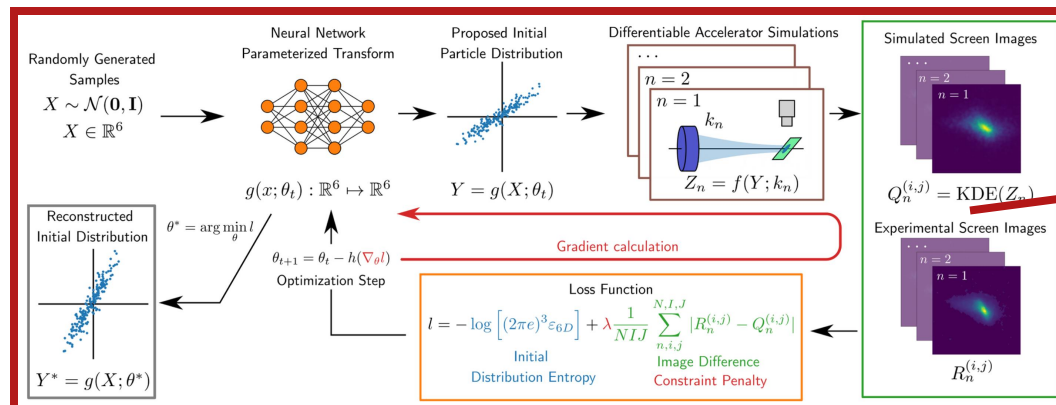 Randomly Generated
Samples
X ∼ 𝒩(𝟎, 𝐈)
X ∈ ℝ⁶
Neural Network
Parameterized Transform
g(x; θ_t) : ℝ⁶ ↦ ℝ⁶
Proposed Initial
Particle Distribution
Y = g(X; θ_t)
Differentiable Accelerator Simulations
. . .
n = 2
n = 1
k_n
Z_n = f(Y; k_n)
Simulated Screen Images
. . .
n = 2
n = 1
Q_n^{(i,j)} = KDE(Z_n)
Experimental Screen Images
. . .
n = 2
n = 1
R_n^{(i,j)}
Reconstructed
Initial Distribution
Y* = g(X; θ*)
θ* = arg min_θ l
Gradient calculation
θ_{t+1} = θ_t − h(∇_θ l)
Optimization Step
Loss Function
l = − log [(2πe)³ε_{6D}] + λ 1/NIJ ∑_{n,i,j}^{N,I,J} |R_n^{(i,j)} − Q_n^{(i,j)}|
Initial
Distribution Entropy
Image Difference
Constraint Penalty